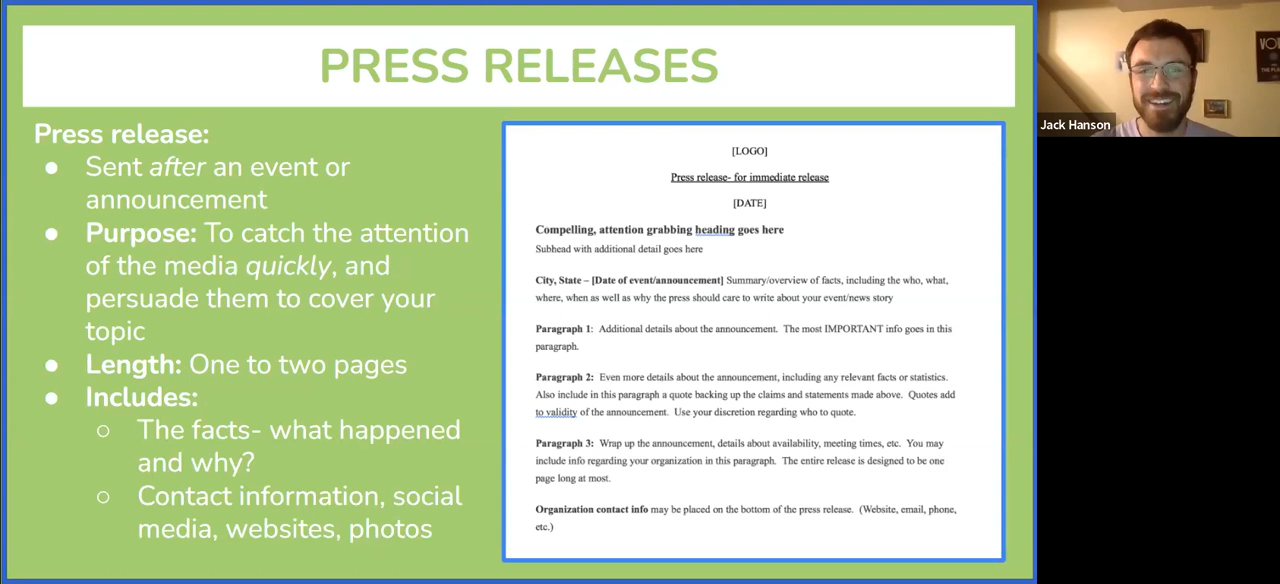 PRESS RELEASES
Press release:
● Sent after an event or
announcement
● Purpose: To catch the attention
of the media quickly, and
persuade them to cover your
topic
● Length: One to two pages
● Includes:
○ The facts- what happened
and why?
○ Contact information, social
media, websites, photos
[LOGO]
Press release- for immediate release
[DATE]
Compelling, attention grabbing heading goes here
Subhead with additional detail goes here
City, State – [Date of event/announcement] Summary/overview of facts, including the who, what,
where, when as well as why the press should care to write about your event/news story
Paragraph 1: Additional details about the announcement. The most IMPORTANT info goes in this
paragraph.
Paragraph 2: Even more details about the announcement, including any relevant facts or statistics.
Also include in this paragraph a quote backing up the claims and statements made above. Quotes add
to validity of the announcement. Use your discretion regarding who to quote.
Paragraph 3: Wrap up the announcement, details about availability, meeting times, etc. You may
include info regarding your organization in this paragraph. The entire release is designed to be one
page long at most.
Organization contact info may be placed on the bottom of the press release. (Website, email, phone,
etc.)
Jack Hanson